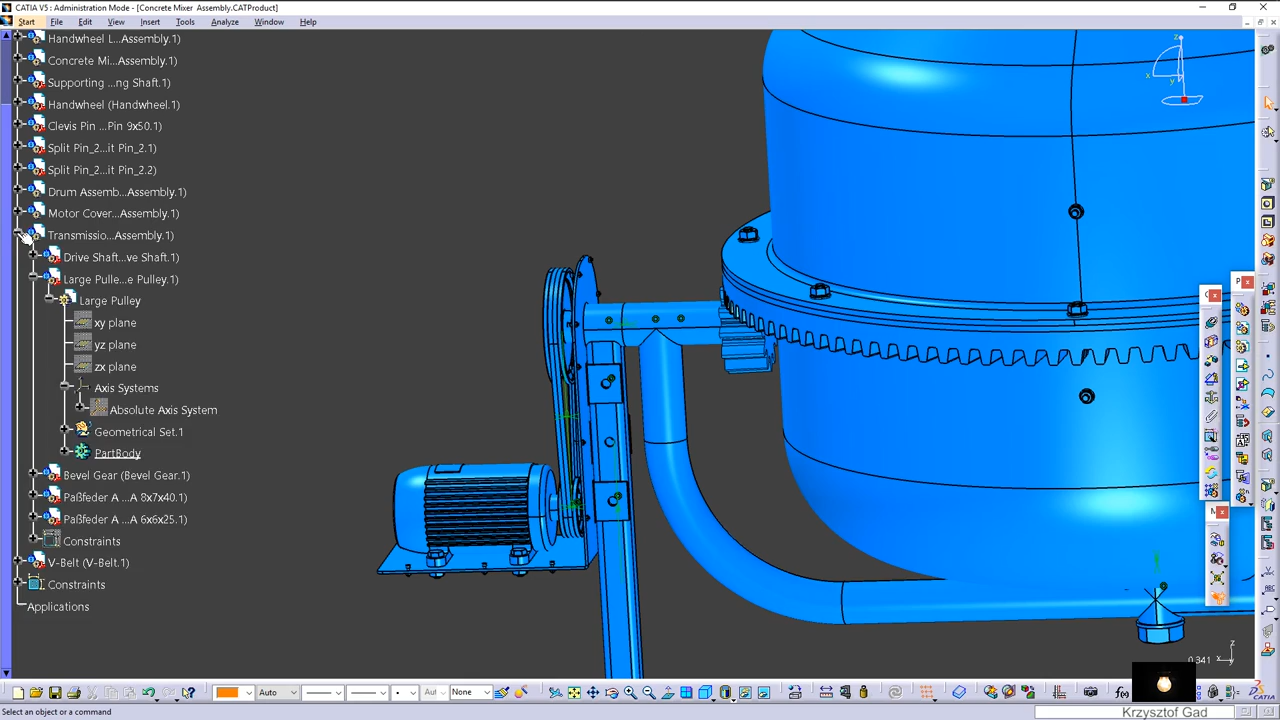 CATIA V5 : Administration Mode - [Concrete Mixer  Assembly.CATProduct]
Start File Edit View Insert Tools Analyze Window Help
Handwheel L...Assembly.1)
Concrete Mi...Assembly.1)
Supporting ...ng Shaft.1)
Handwheel (Handwheel.1)
Clevis Pin ...Pin 9x50.1)
Split Pin_2...it Pin_2.1)
Split Pin_2...it Pin_2.2)
Drum Assemb...Assembly.1)
Motor Cover...Assembly.1)
Transmissio...Assembly.1)
Drive Shaft...ve Shaft.1)
Large Pulle...e Pulley.1)
Large Pulley
xy plane
yz plane
zx plane
Axis Systems
Absolute Axis System
Geometrical Set.1
PartBody
Bevel Gear (Bevel Gear.1)
Paßfeder A ...A 8x7x40.1)
Paßfeder A ...A 6x6x25.1)
Constraints
V-Belt (V-Belt.1)
Constraints
Applications
z
x
y
P...
C...
M...
z
0.341 x
Auto Aut None
Select an object or a command
Krzysztof Gad